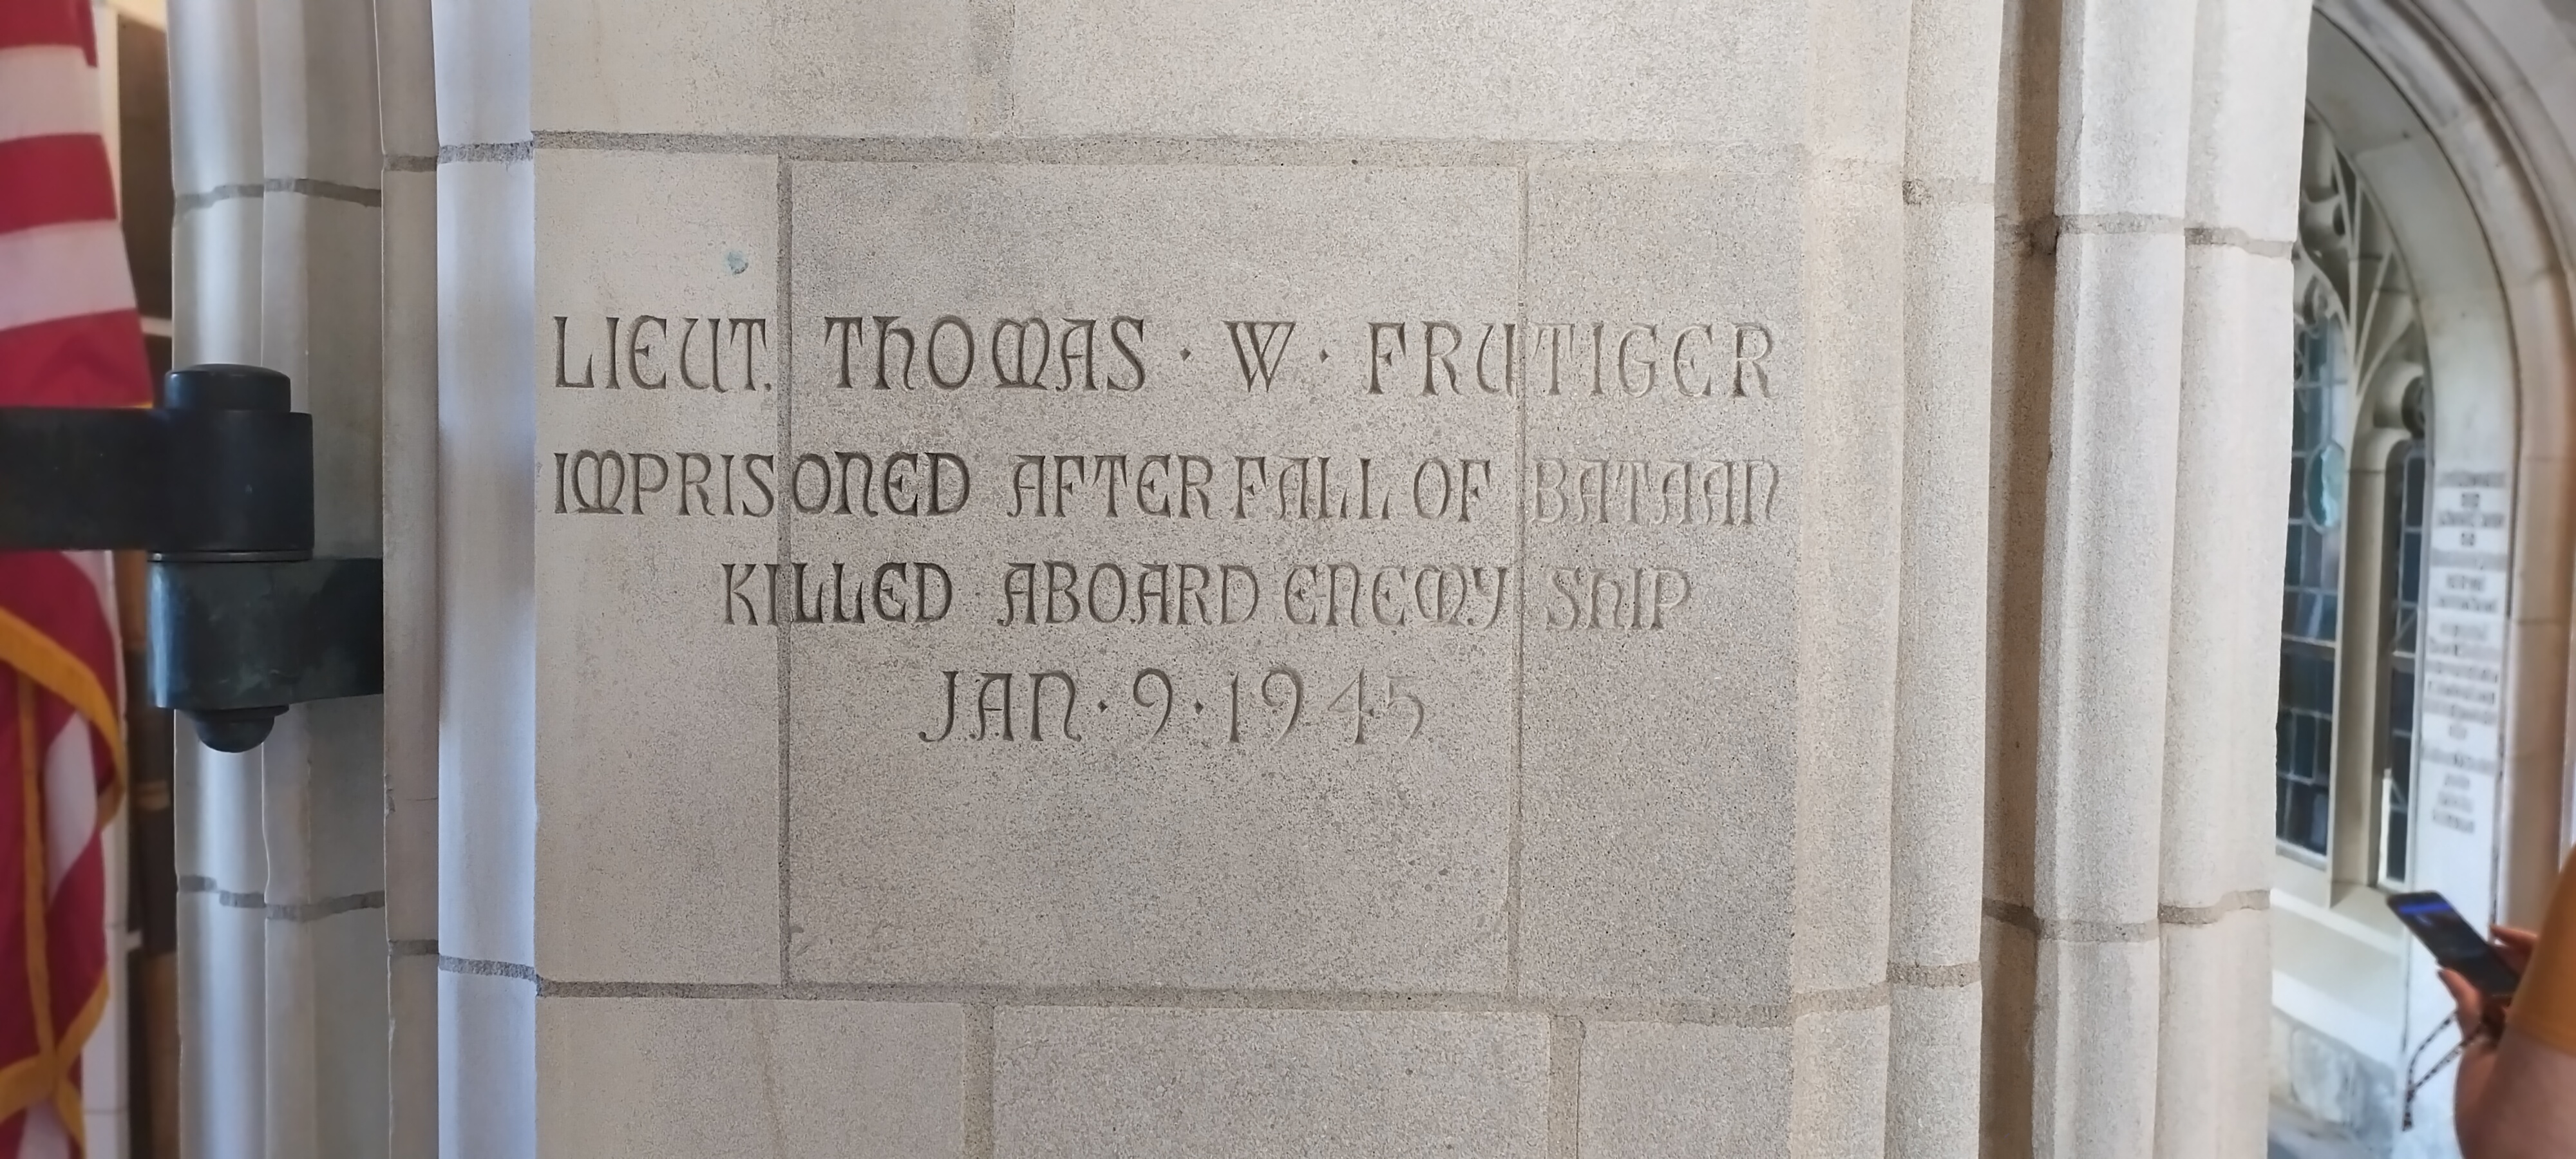 LIEUT. THOMAS · W · FRUTIGER
IMPRISONED AFTER FALL OF BATAAN
KILLED ABOARD ENEMY SHIP
JAN · 9 · 1945